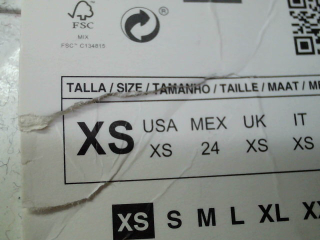 FSC
MIX
FSC® C134815
TALLA / SIZE / TAMANHO / TAILLE / MAAT /
XS USA MEX UK IT
XS 24 XS XS
XS S M L XL